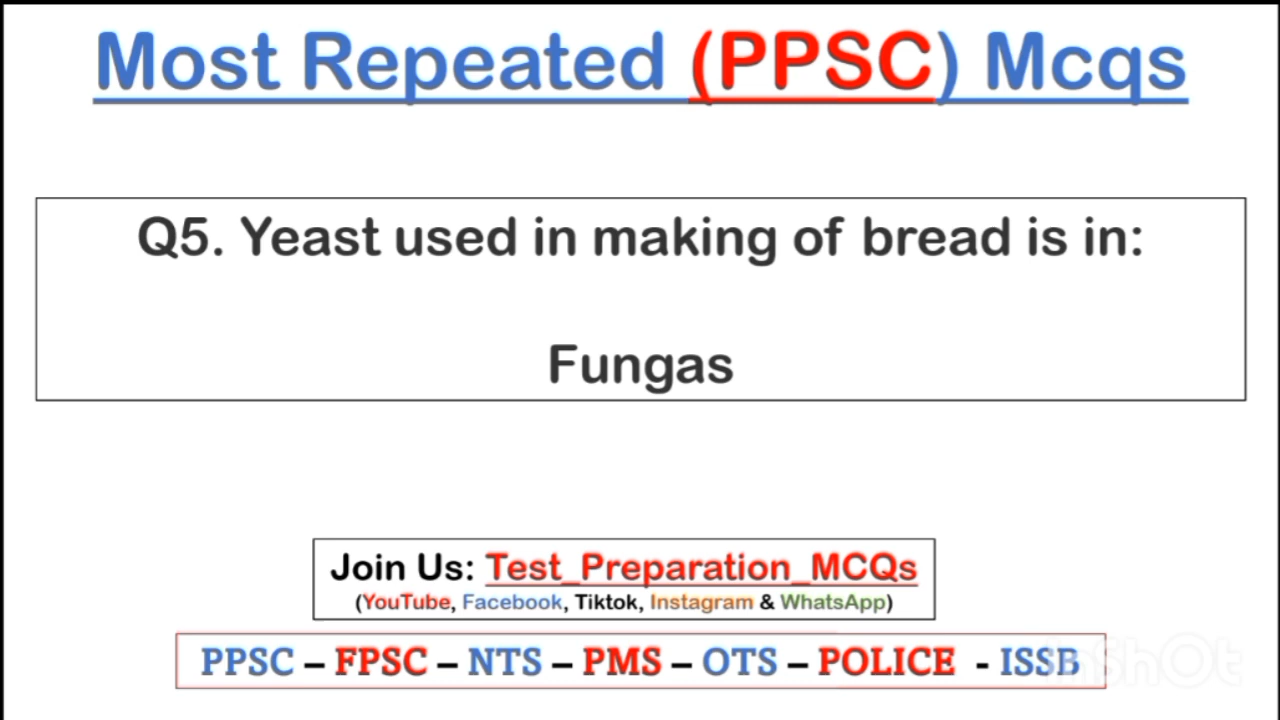 Most Repeated (PPSC) Mcqs
Q5. Yeast used in making of bread is in:
Fungas
Join Us: Test_Preparation_MCQs
(YouTube, Facebook, Tiktok, Instagram & WhatsApp)
PPSC – FPSC – NTS – PMS – OTS – POLICE - ISSB
InShOt